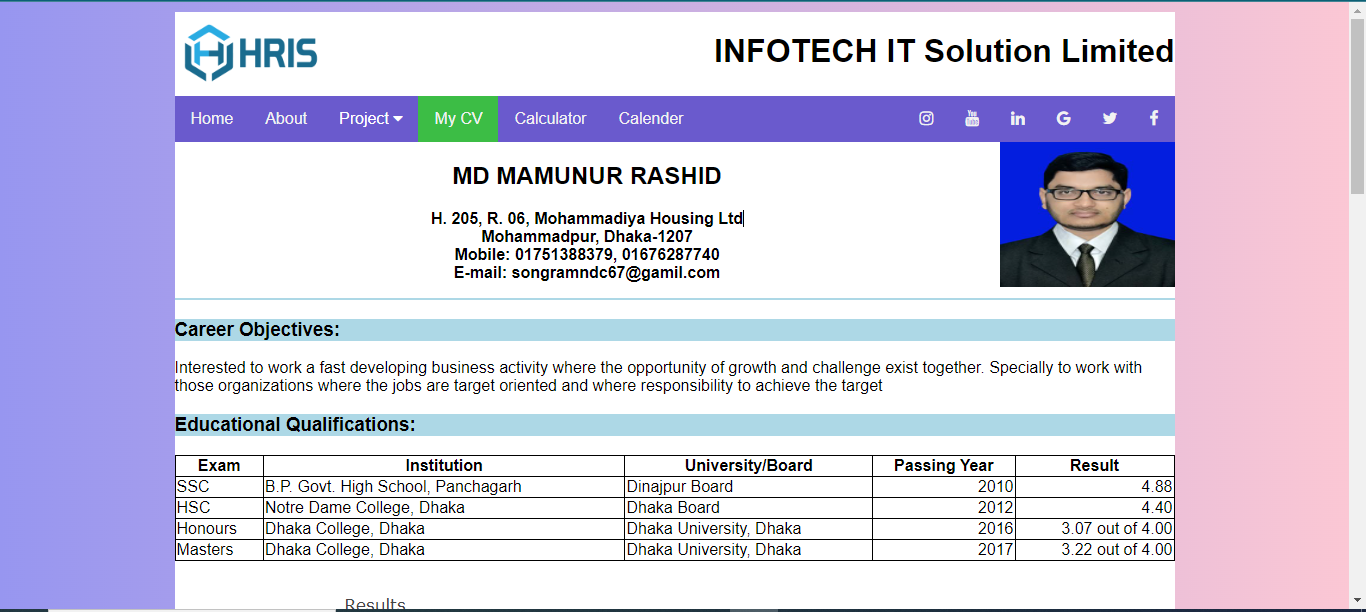 HRIS
INFOTECH IT Solution Limited
Home About Project My CV Calculator Calender
MD MAMUNUR RASHID
H. 205, R. 06, Mohammadiya Housing Ltd
Mohammadpur, Dhaka-1207
Mobile: 01751388379, 01676287740
E-mail: songramndc67@gamil.com
Career Objectives:
Interested to work a fast developing business activity where the opportunity of growth and challenge exist together. Specially to work with
those organizations where the jobs are target oriented and where responsibility to achieve the target
Educational Qualifications:
Exam Institution University/Board Passing Year Result
SSC B.P. Govt. High School, Panchagarh Dinajpur Board 2010 4.88
HSC Notre Dame College, Dhaka Dhaka Board 2012 4.40
Honours Dhaka College, Dhaka Dhaka University, Dhaka 2016 3.07 out of 4.00
Masters Dhaka College, Dhaka Dhaka University, Dhaka 2017 3.22 out of 4.00
Results